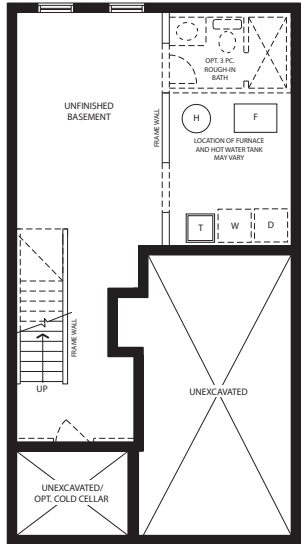 OPT. 3 PC.
ROUGH-IN
BATH
UNFINISHED
BASEMENT
FRAME WALL
H
F
LOCATION OF FURNACE
AND HOT WATER TANK
MAY VARY
T
W
D
FRAME WALL
UP
UNEXCAVATED
UNEXCAVATED/
OPT. COLD CELLAR